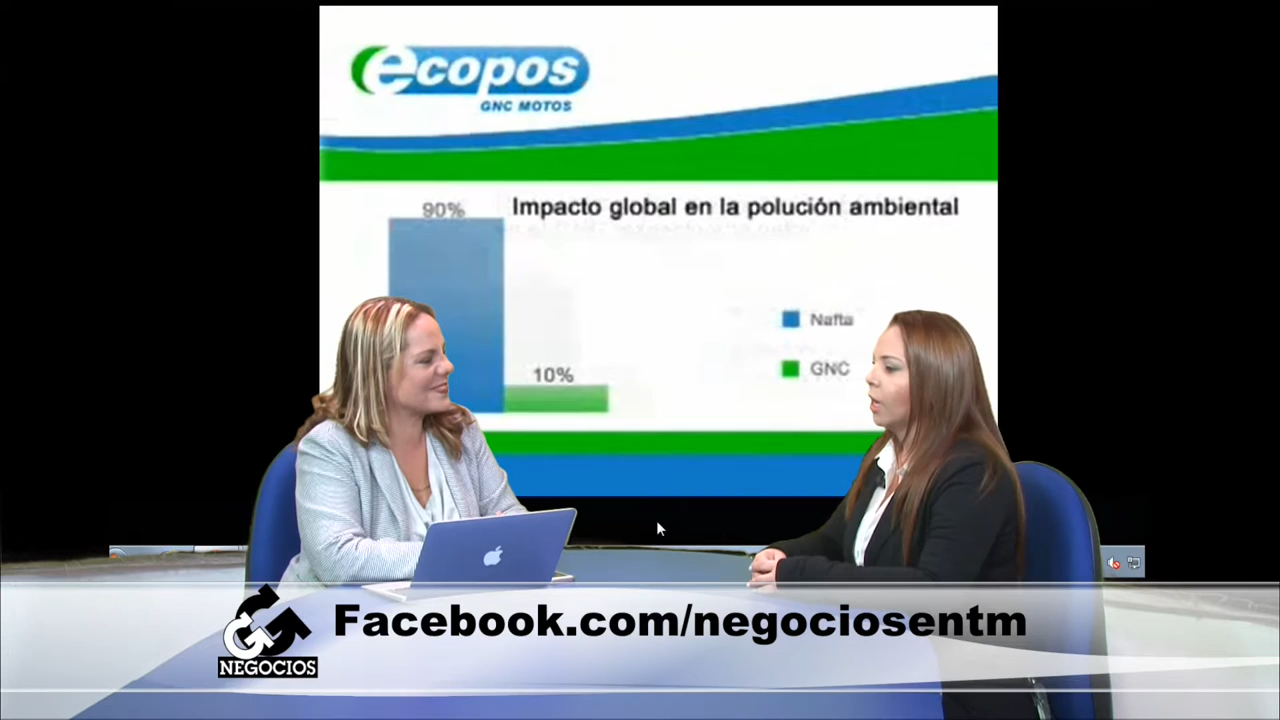 ecopos
GNC MOTOS
90%
Impacto global en la polución ambiental
Nafta
GNC
10%
Facebook.com/negociosentm
NEGOCIOS